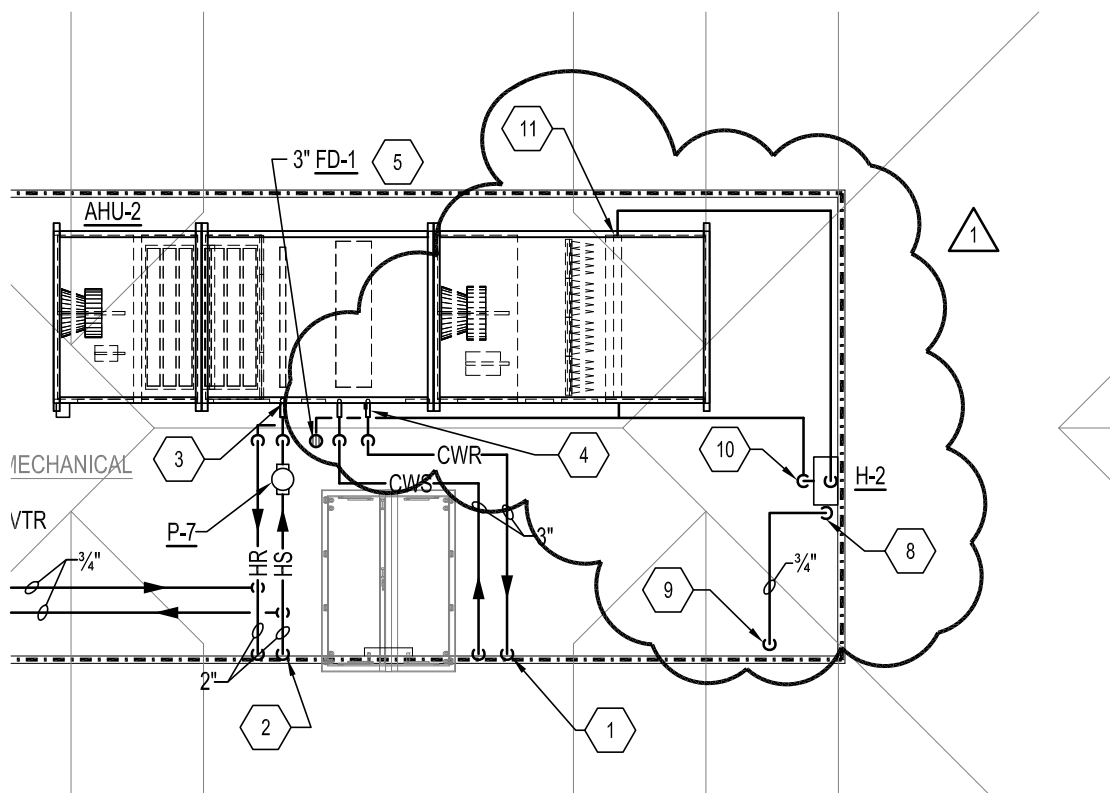 11
3" FD-1
5
AHU-2
1
3
4
10
CWR
H-2
MECHANICAL
CWS
VTR
P-7
3"
8
3/4"
HR
HS
3/4"
9
2"
2
1